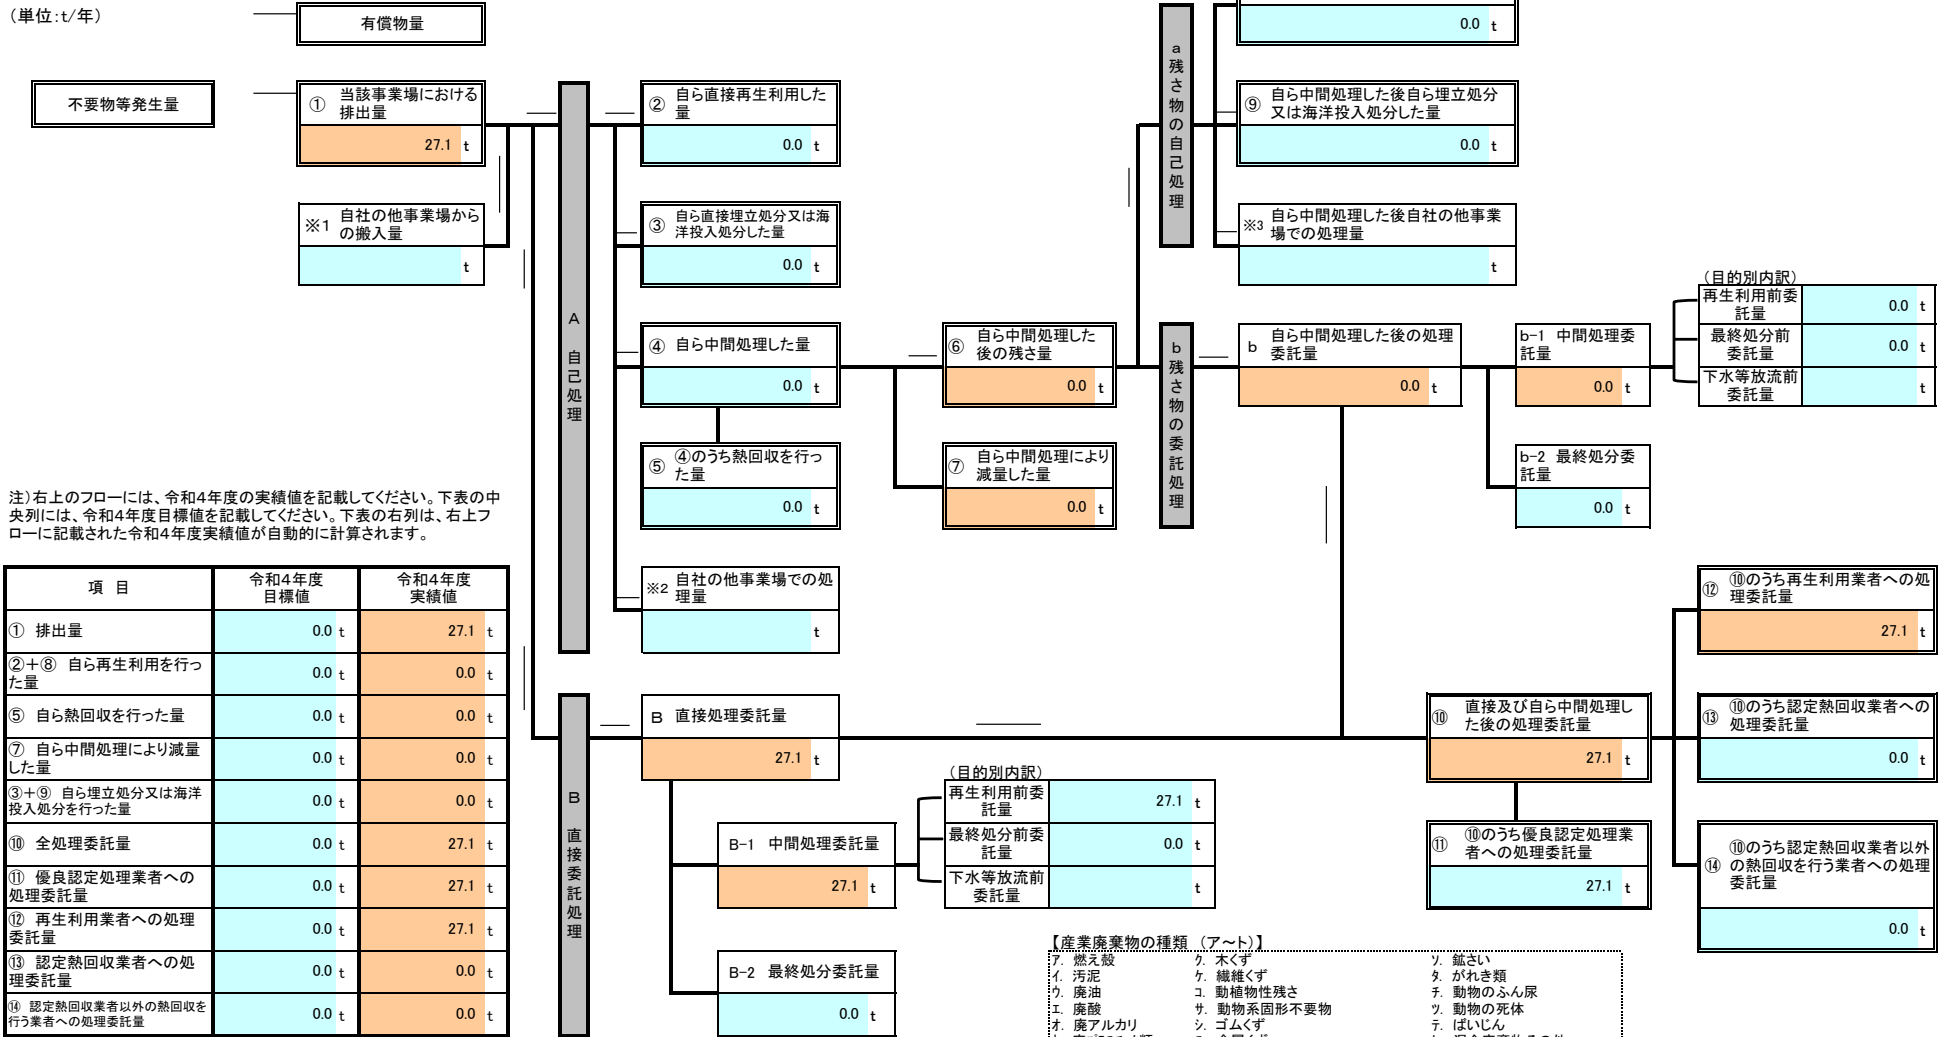 (単位:t/年)
有償物量
0.0 t
不要物等発生量
① 当該事業場における
排出量
27.1 t
② 自ら直接再生利用した
量
0.0 t
a 残さ物の自己処理
⑨ 自ら中間処理した後自ら埋立処分
又は海洋投入処分した量
0.0 t
※1 自社の他事業場から
の搬入量
t
③ 自ら直接埋立処分又は海
洋投入処分した量
0.0 t
※3 自ら中間処理した後自社の他事業
場での処理量
t
A 自己処理
④ 自ら中間処理した量
0.0 t
⑥ 自ら中間処理した
後の残さ量
0.0 t
b 残さ物の委託処理
b 自ら中間処理した後の処理
委託量
0.0 t
b-1 中間処理委
託量
0.0 t
(目的別内訳)
再生利用前委
託量 0.0 t
最終処分前
委託量 0.0 t
下水等放流前
委託量 t
⑤ ④のうち熱回収を行っ
た量
0.0 t
⑦ 自ら中間処理により
減量した量
0.0 t
b-2 最終処分委
託量
0.0 t
注)右上のフローには、令和4年度の実績値を記載してください。下表の中
央列には、令和4年度目標値を記載してください。下表の右列は、右上フ
ローに記載された令和4年度実績値が自動的に計算されます。
※2 自社の他事業場での処
理量
t
項 目 令和4年度
目標値 令和4年度
実績値
① 排出量 0.0 t 27.1 t
②+⑧ 自ら再生利用を行っ
た量 0.0 t 0.0 t
⑤ 自ら熱回収を行った量 0.0 t 0.0 t
⑦ 自ら中間処理により減量
した量 0.0 t 0.0 t
③+⑨ 自ら埋立処分又は海洋
投入処分を行った量 0.0 t 0.0 t
⑩ 全処理委託量 0.0 t 27.1 t
⑪ 優良認定処理業者への
処理委託量 0.0 t 27.1 t
⑫ 再生利用業者への処理
委託量 0.0 t 27.1 t
⑬ 認定熱回収業者への処
理委託量 0.0 t 0.0 t
⑭ 認定熱回収業者以外の熱回収を
行う業者への処理委託量 0.0 t 0.0 t
B 直接委託処理
B 直接処理委託量
27.1 t
B-1 中間処理委託量
27.1 t
(目的別内訳)
再生利用前委
託量 27.1 t
最終処分前委
託量 0.0 t
下水等放流前
委託量 t
B-2 最終処分委託量
0.0 t
⑩ 直接及び自ら中間処理し
た後の処理委託量
27.1 t
⑪ ⑩のうち優良認定処理業
者への処理委託量
27.1 t
⑫ ⑩のうち再生利用業者への処
理委託量
27.1 t
⑬ ⑩のうち認定熱回収業者への
処理委託量
0.0 t
⑭ ⑩のうち認定熱回収業者以外
の熱回収を行う業者への処理
委託量
0.0 t
【産業廃棄物の種類 (ア~ト)】
ア. 燃え殻 ク. 木くず ソ. 鉱さい
イ. 汚泥 ケ. 繊維くず タ. がれき類
ウ. 廃油 コ. 動植物性残さ チ. 動物のふん尿
エ. 廃酸 サ. 動物系固形不要物 ツ. 動物の死体
オ. 廃アルカリ シ. ゴムくず テ. ばいじん